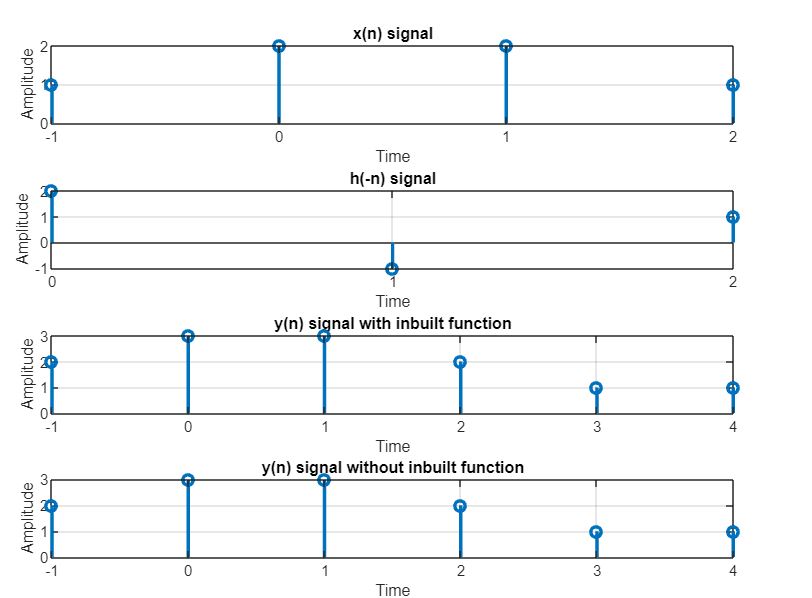 x(n) signal
Amplitude
2
1
0
-1 0 1 2
Time
h(-n) signal
Amplitude
2
1
0
-1
0 1 2
Time
y(n) signal with inbuilt function
Amplitude
3
2
1
0
-1 0 1 2 3 4
Time
y(n) signal without inbuilt function
Amplitude
3
2
1
0
-1 0 1 2 3 4
Time